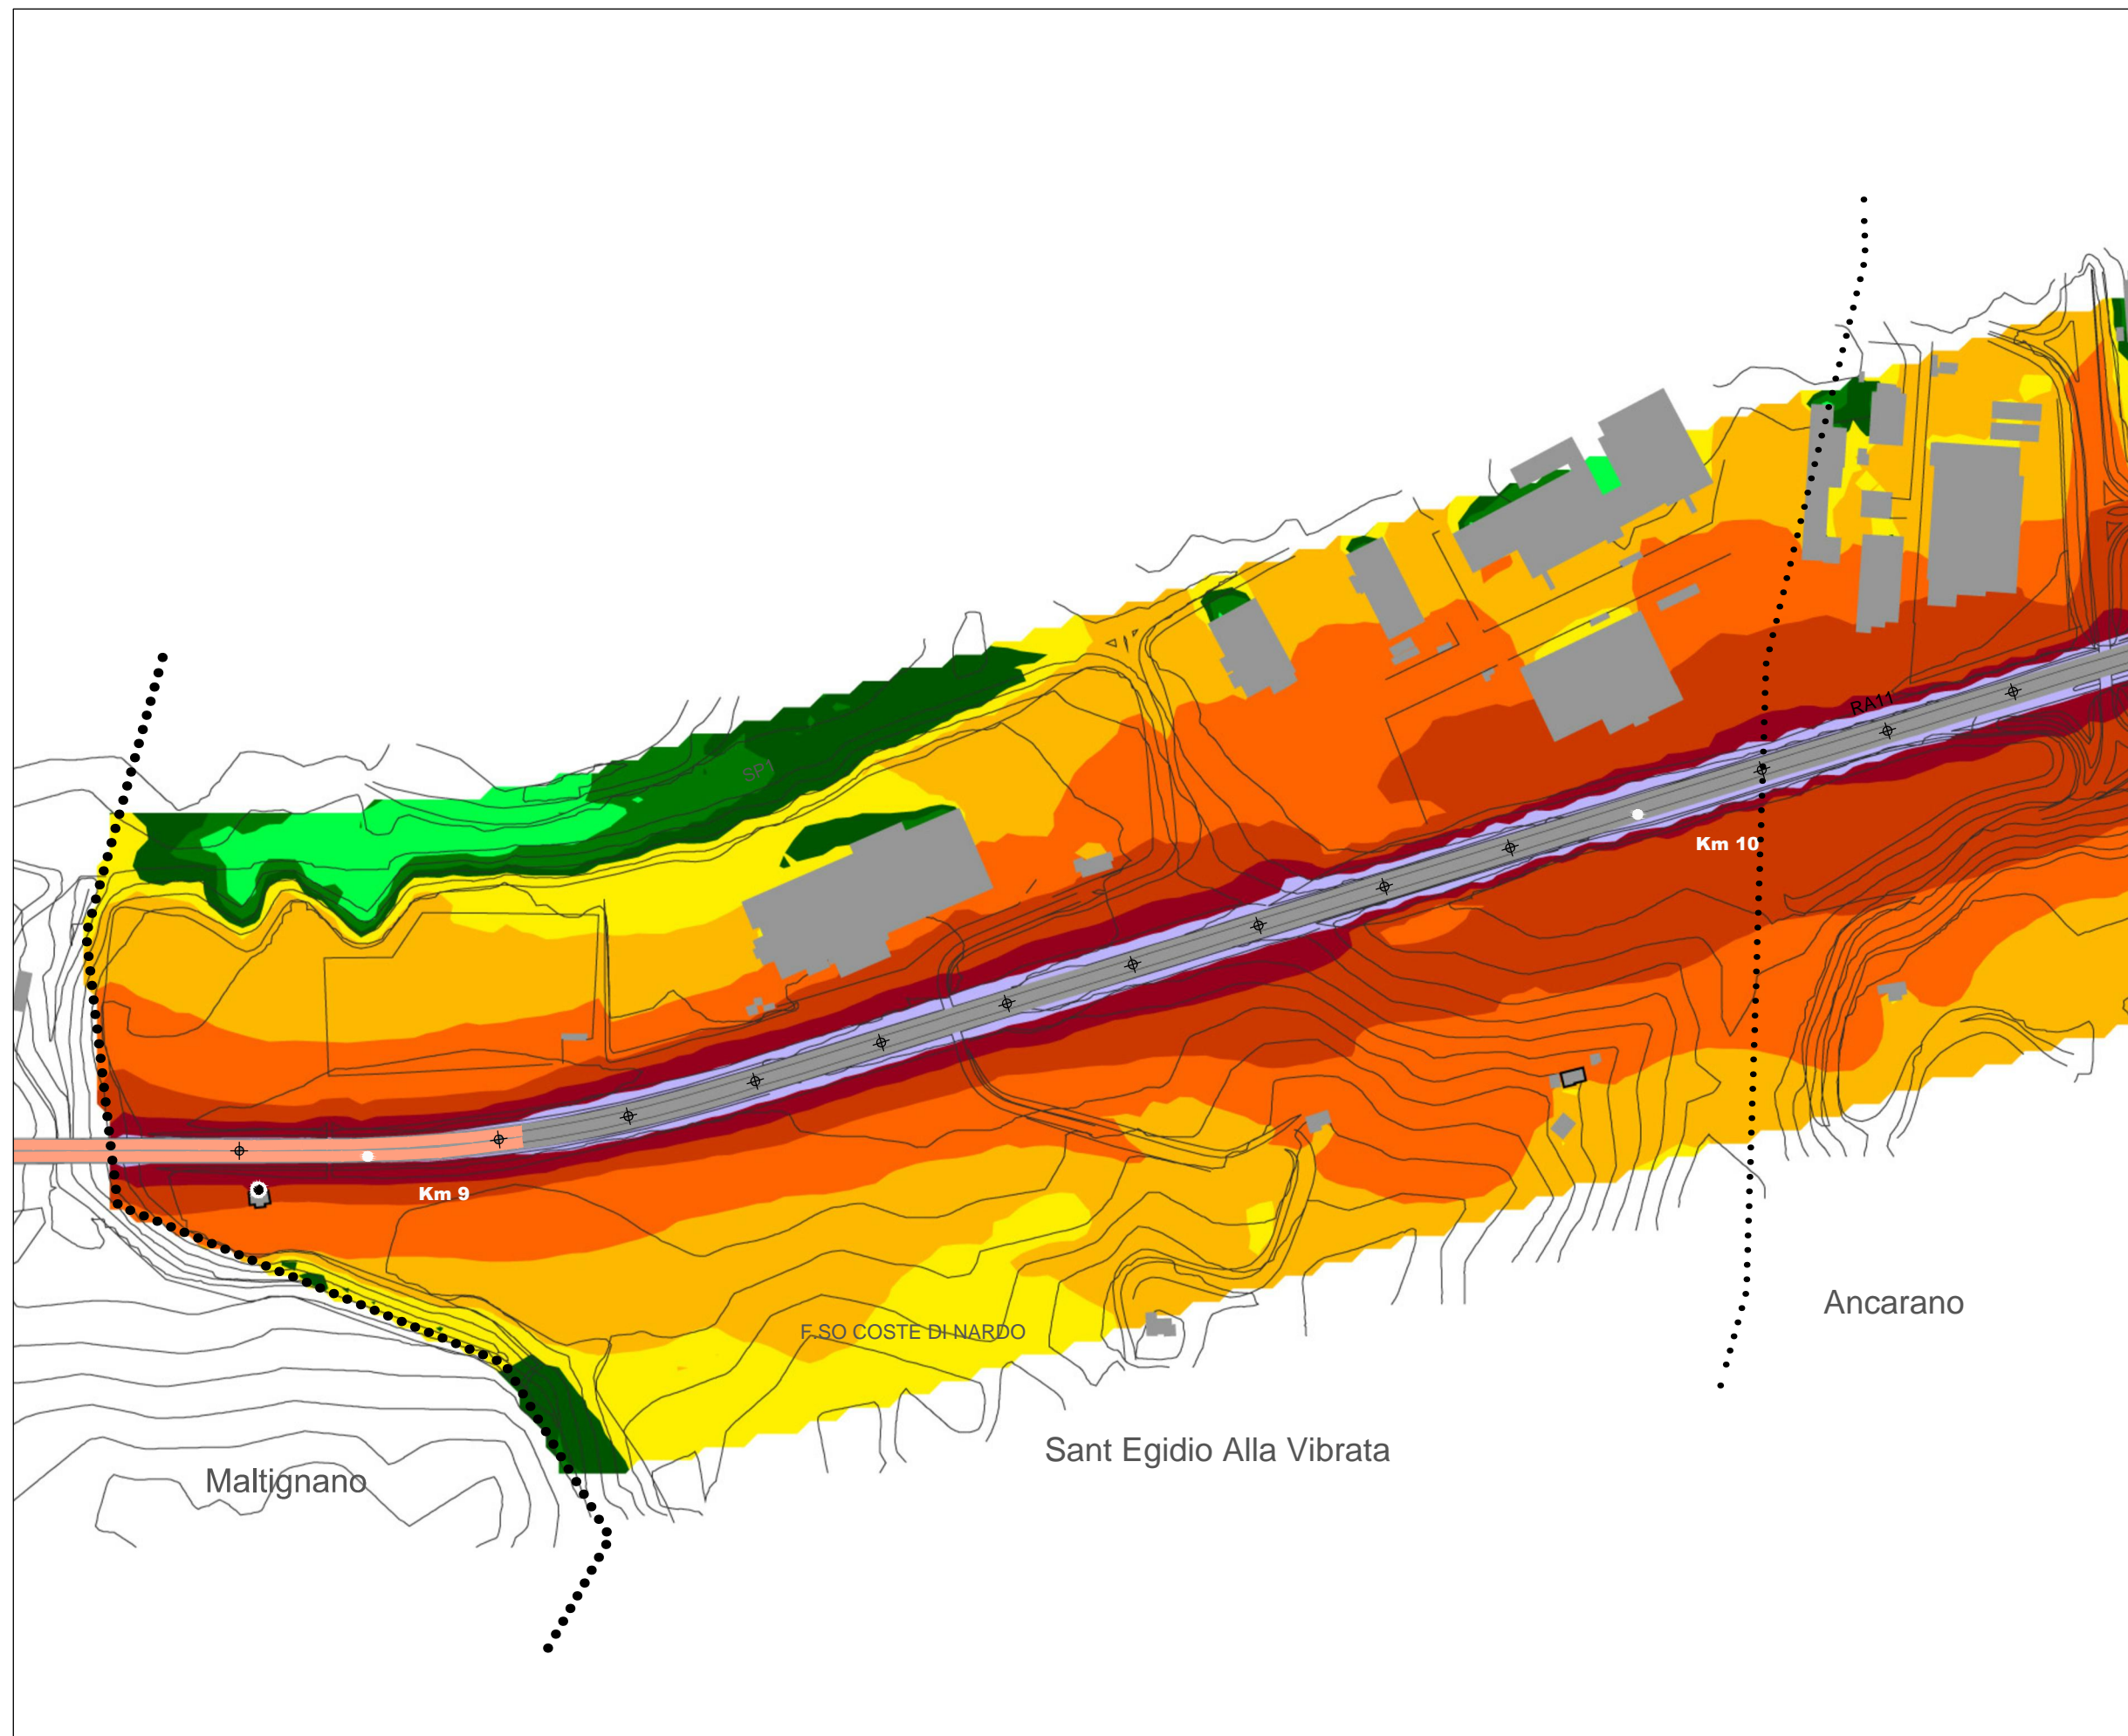 SP1
RA11
Km 10
Km 9
Ancarano
F.SO COSTE DI NARDO
Sant Egidio Alla Vibrata
Maltignano